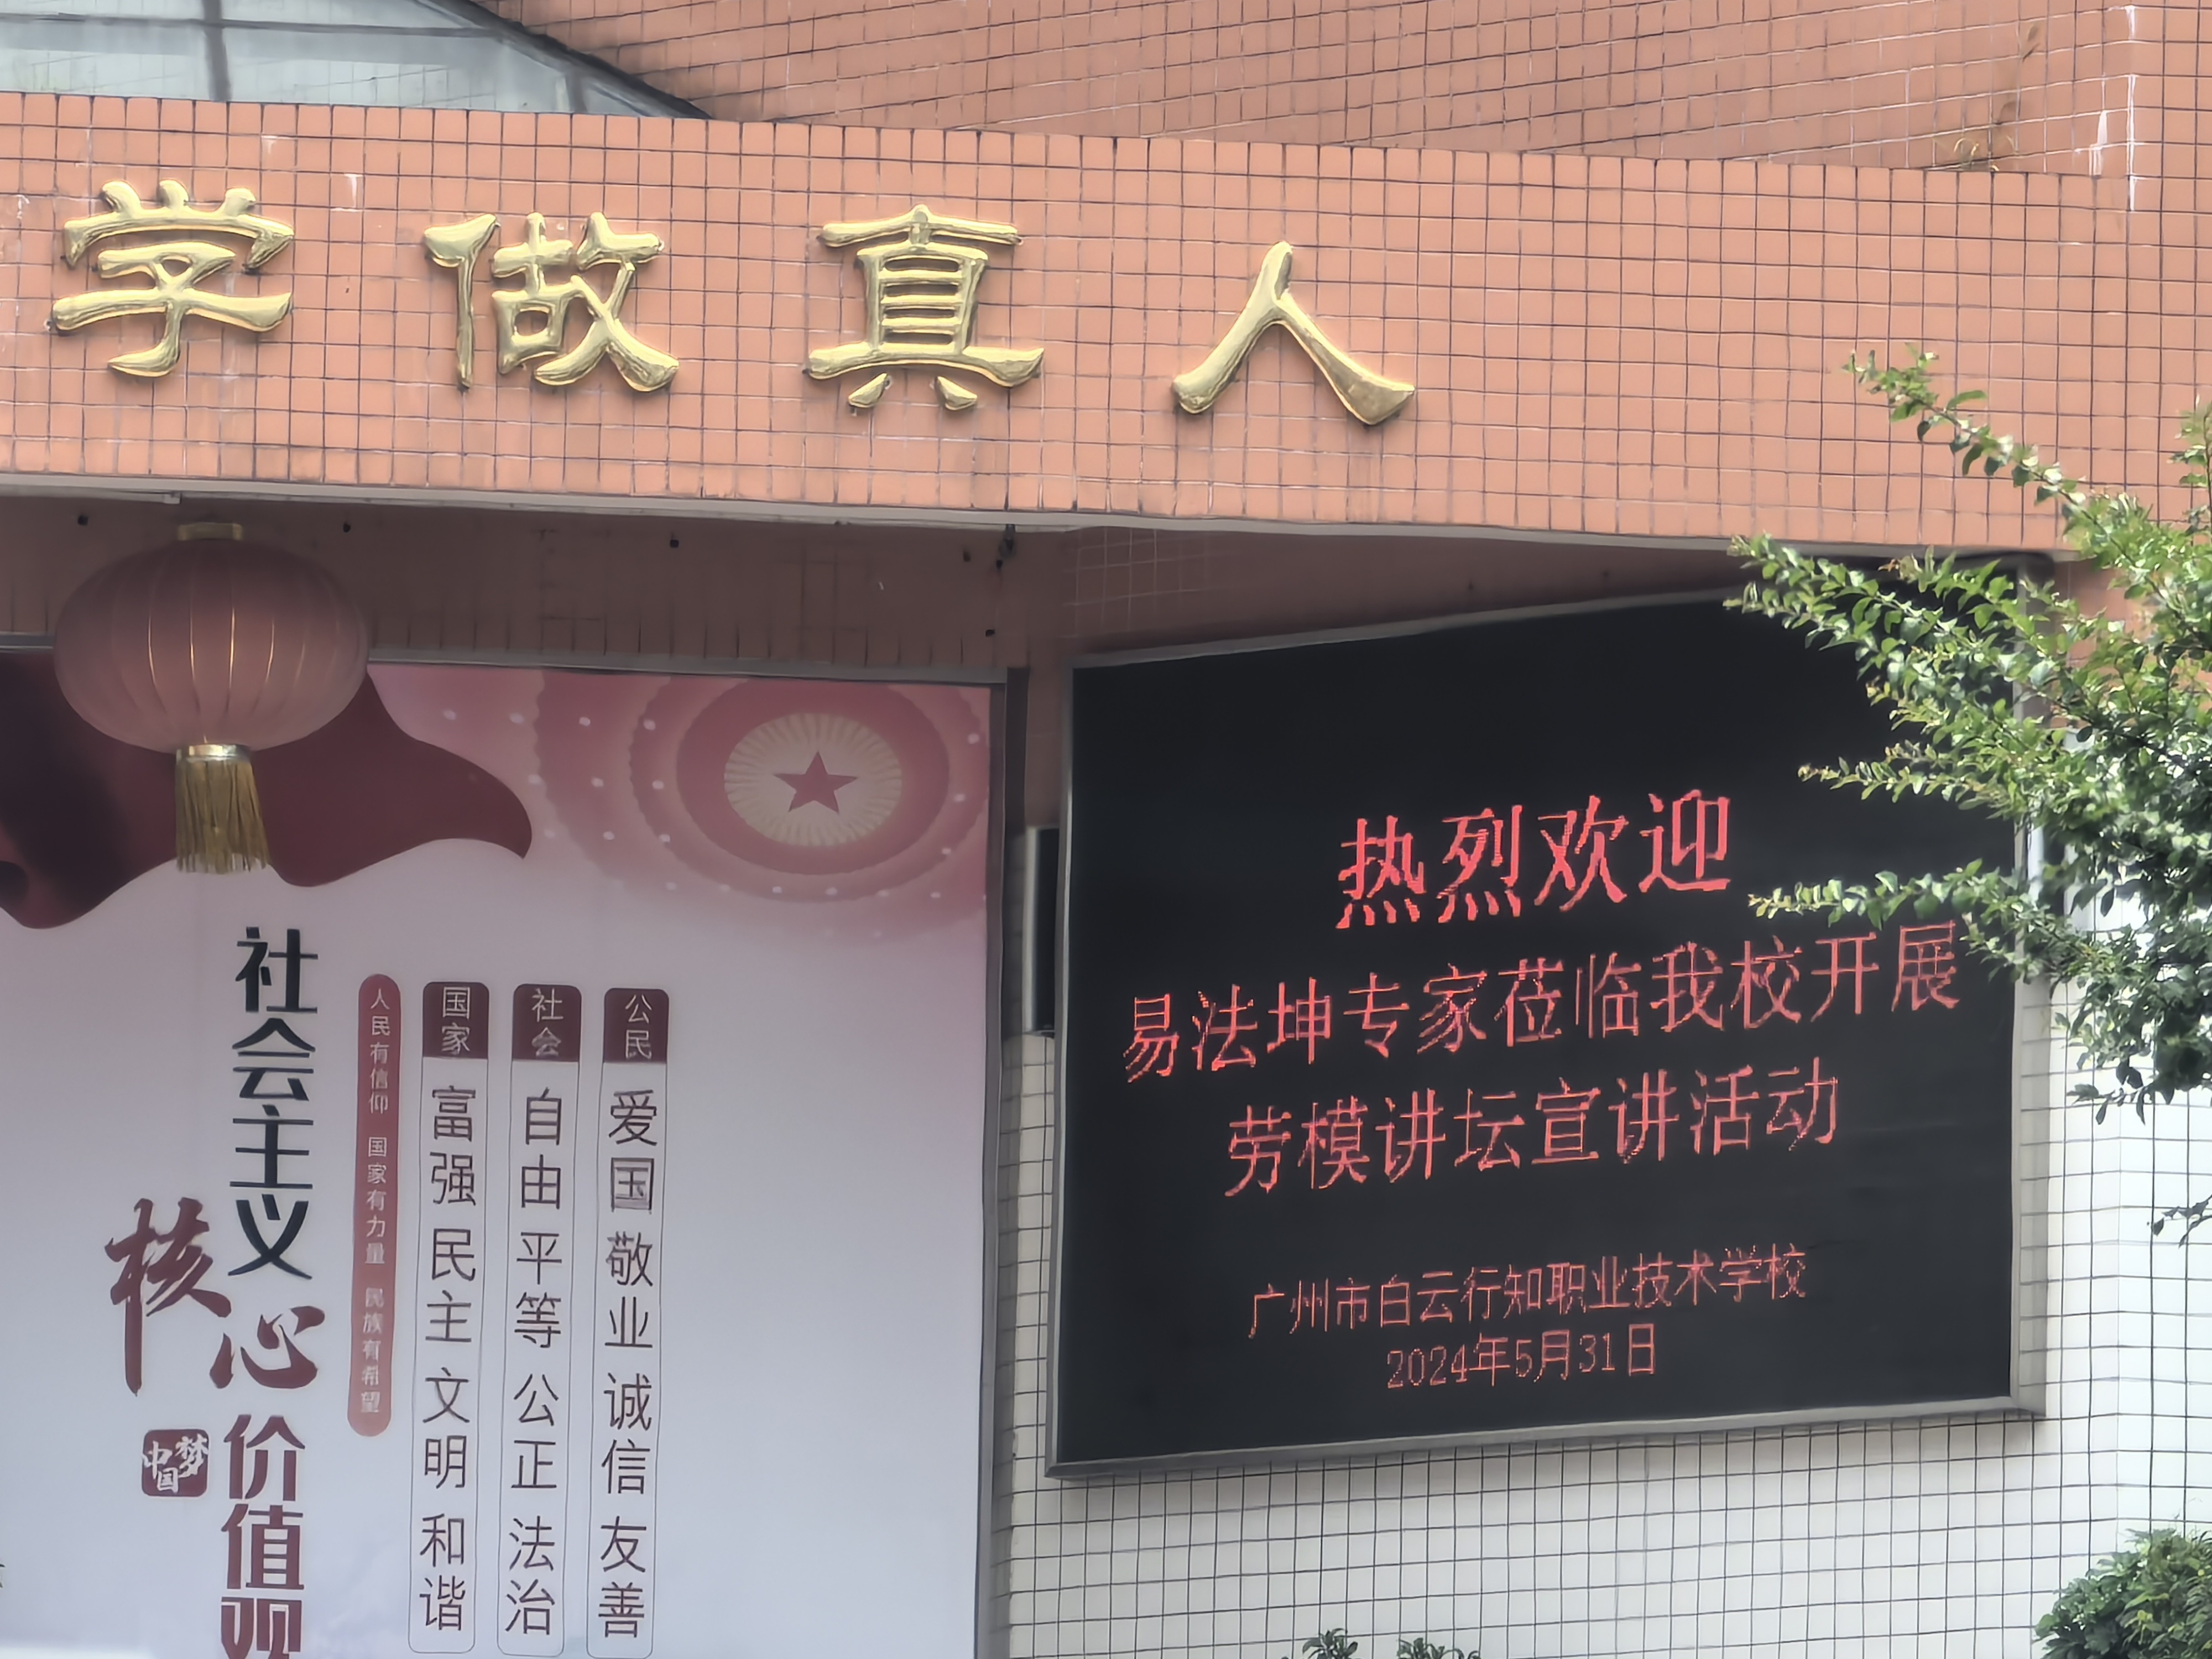 学做真人
热烈欢迎
易法坤专家莅临我校开展
劳模讲坛宣讲活动
广州市白云行知职业技术学校
2024年5月31日
社会主义
核心
价值观
中国梦
人民有信仰 国家有力量 民族有希望
国家 富强 民主 文明 和谐
社会 自由 平等 公正 法治
公民 爱国 敬业 诚信 友善